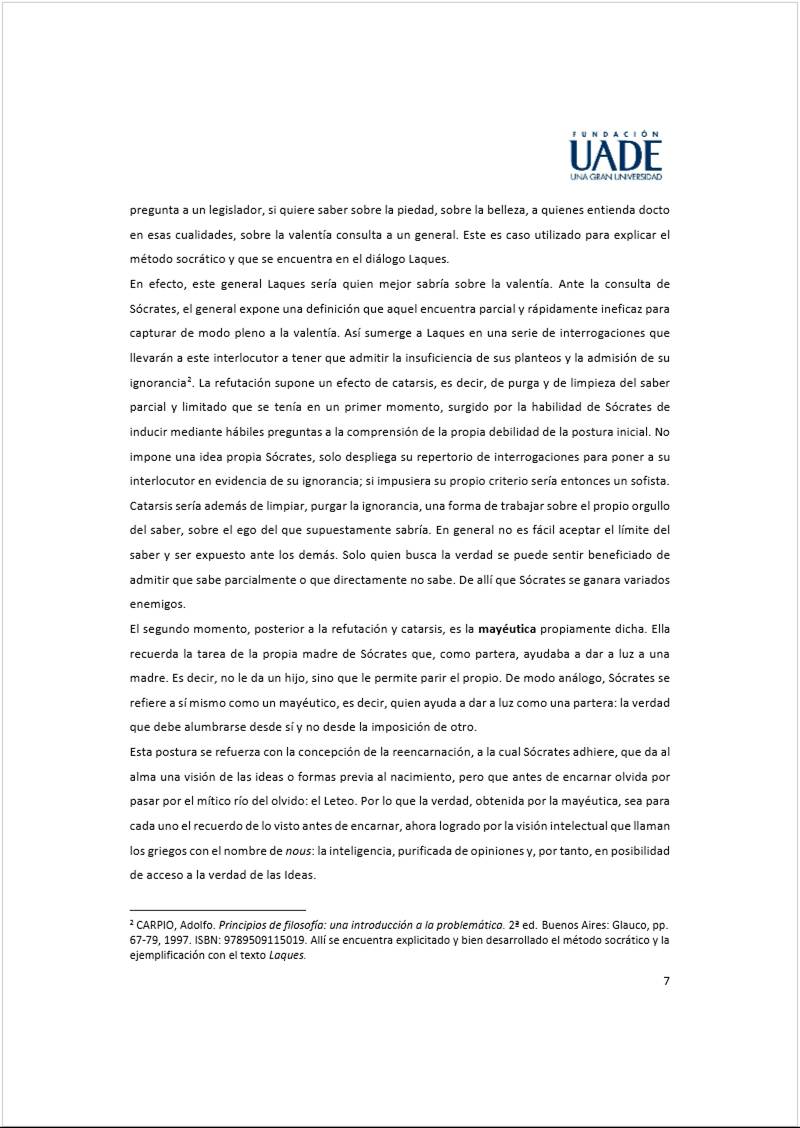 FUNDACIÓN
UADE
UNA GRAN UNIVERSIDAD
pregunta a un legislador, si quiere saber sobre la piedad, sobre la belleza, a quienes entienda docto
en esas cualidades, sobre la valentía consulta a un general. Este es caso utilizado para explicar el
método socrático y que se encuentra en el diálogo Laques.
En efecto, este general Laques sería quien mejor sabría sobre la valentía. Ante la consulta de
Sócrates, el general expone una definición que aquel encuentra parcial y rápidamente ineficaz para
capturar de modo pleno a la valentía. Así sumerge a Laques en una serie de interrogaciones que
llevarán a este interlocutor a tener que admitir la insuficiencia de sus planteos y la admisión de su
ignorancia². La refutación supone un efecto de catarsis, es decir, de purga y de limpieza del saber
parcial y limitado que se tenía en un primer momento, surgido por la habilidad de Sócrates de
inducir mediante hábiles preguntas a la comprensión de la propia debilidad de la postura inicial. No
impone una idea propia Sócrates, solo despliega su repertorio de interrogaciones para poner a su
interlocutor en evidencia de su ignorancia; si impusiera su propio criterio sería entonces un sofista.
Catarsis sería además de limpiar, purgar la ignorancia, una forma de trabajar sobre el propio orgullo
del saber, sobre el ego del que supuestamente sabría. En general no es fácil aceptar el límite del
saber y ser expuesto ante los demás. Solo quien busca la verdad se puede sentir beneficiado de
admitir que sabe parcialmente o que directamente no sabe. De allí que Sócrates se ganara variados
enemigos.
El segundo momento, posterior a la refutación y catarsis, es la mayéutica propiamente dicha. Ella
recuerda la tarea de la propia madre de Sócrates que, como partera, ayudaba a dar a luz a una
madre. Es decir, no le da un hijo, sino que le permite parir el propio. De modo análogo, Sócrates se
refiere a sí mismo como un mayéutico, es decir, quien ayuda a dar a luz como una partera: la verdad
que debe alumbrarse desde sí y no desde la imposición de otro.
Esta postura se refuerza con la concepción de la reencarnación, a la cual Sócrates adhiere, que da al
alma una visión de las ideas o formas previa al nacimiento, pero que antes de encarnar olvida por
pasar por el mítico río del olvido: el Leteo. Por lo que la verdad, obtenida por la mayéutica, sea para
cada uno el recuerdo de lo visto antes de encarnar, ahora logrado por la visión intelectual que llaman
los griegos con el nombre de nous: la inteligencia, purificada de opiniones y, por tanto, en posibilidad
de acceso a la verdad de las Ideas.
² CARPIO, Adolfo. Principios de filosofía: una introducción a la problemática. 2ª ed. Buenos Aires: Glauco, pp.
67-79, 1997. ISBN: 9789509115019. Allí se encuentra explicitado y bien desarrollado el método socrático y la
ejemplificación con el texto Laques.
7